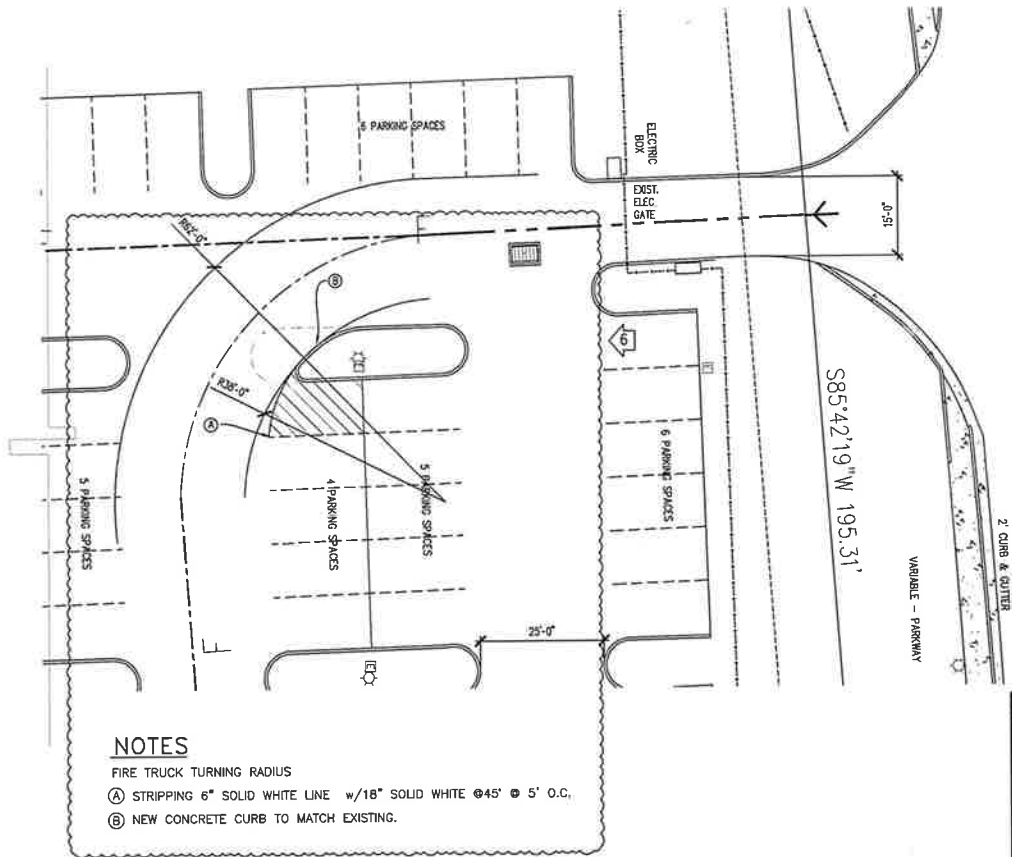 6 PARKING SPACES
ELECTRIC
BOX
EXIST.
ELEC.
GATE
15'-0"
R62'-0"
B
6
R38'-0"
A
S85°42'19"W 195.31'
5 PARKING SPACES
4 PARKING SPACES
5 PARKING SPACES
6 PARKING SPACES
2' CURB & GUTTER
VARIABLE - PARKWAY
25'-0"
E
E
E
NOTES
FIRE TRUCK TURNING RADIUS
A STRIPPING 6" SOLID WHITE LINE w/18" SOLID WHITE @45' @ 5' O.C,
B NEW CONCRETE CURB TO MATCH EXISTING.